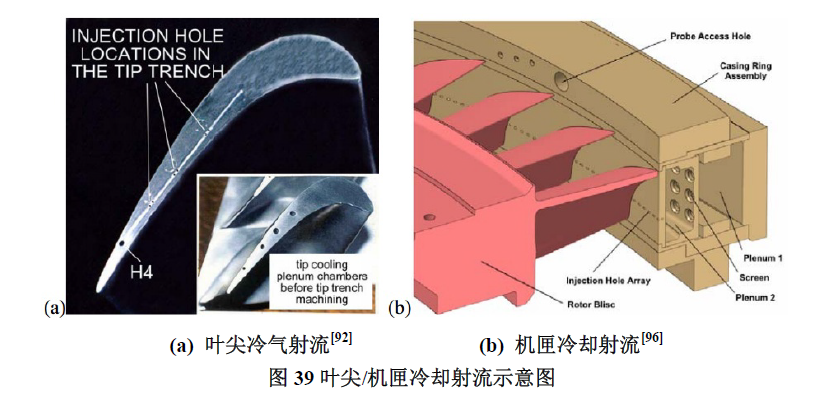 INJECTION HOLE
LOCATIONS IN
THE TIP TRENCH
H4
tip cooling
plenum chambers
before tip trench
machining
(a)
Probe Access Hole
Casing Ring
Assembly
Plenum 1
Screen
Plenum 2
Injection Hole Array
Rotor Blisc
(b)
(a) 叶尖冷气射流[92]
(b) 机匣冷却射流[96]
图 39 叶尖/机匣冷却射流示意图